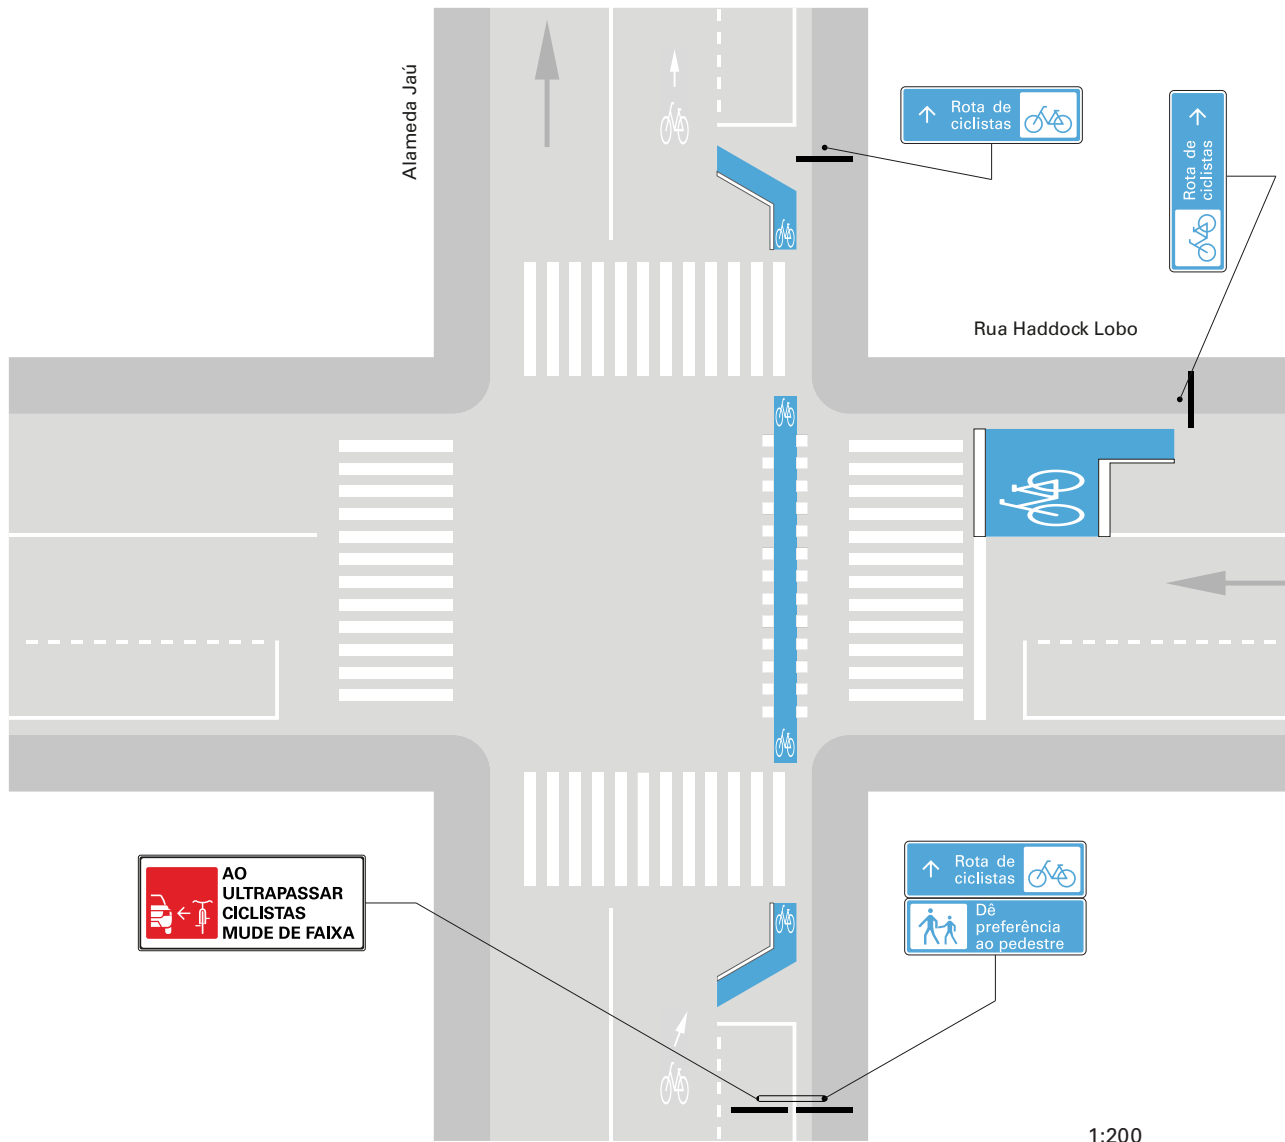 Alameda Jaú
Rota de
ciclistas
Rota de
ciclistas
Rua Haddock Lobo
AO
ULTRAPASSAR
CICLISTAS
MUDE DE FAIXA
Rota de
ciclistas
Dê
preferência
ao pedestre
1:200